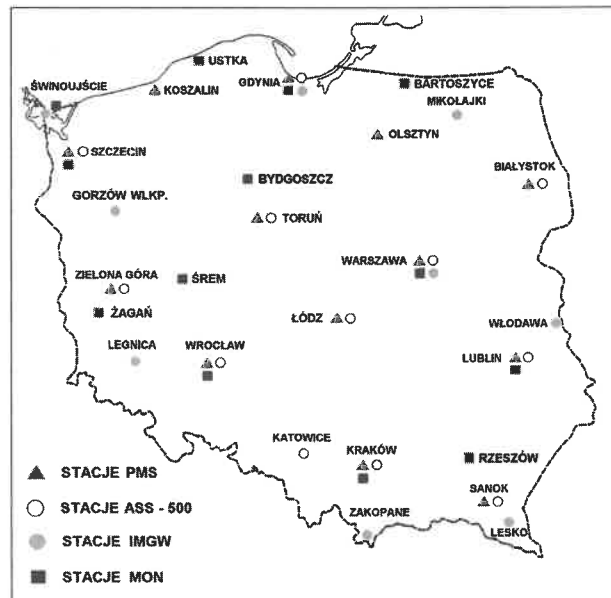 USTKA
GDYNIA
ŚWINOUJŚCIE
KOSZALIN
BARTOSZYCE
MIKOŁAJKI
OLSZTYN
SZCZECIN
BIAŁYSTOK
BYDGOSZCZ
GORZÓW WLKP.
TORUŃ
WARSZAWA
ZIELONA GÓRA
ŚREM
ŻAGAŃ
ŁÓDZ
WŁODAWA
LEGNICA
WROCŁAW
LUBLIN
KATOWICE
KRAKÓW
RZESZÓW
SANOK
ZAKOPANE
LESKO
STACJE PMS
STACJE ASS - 500
STACJE IMGW
STACJE MON